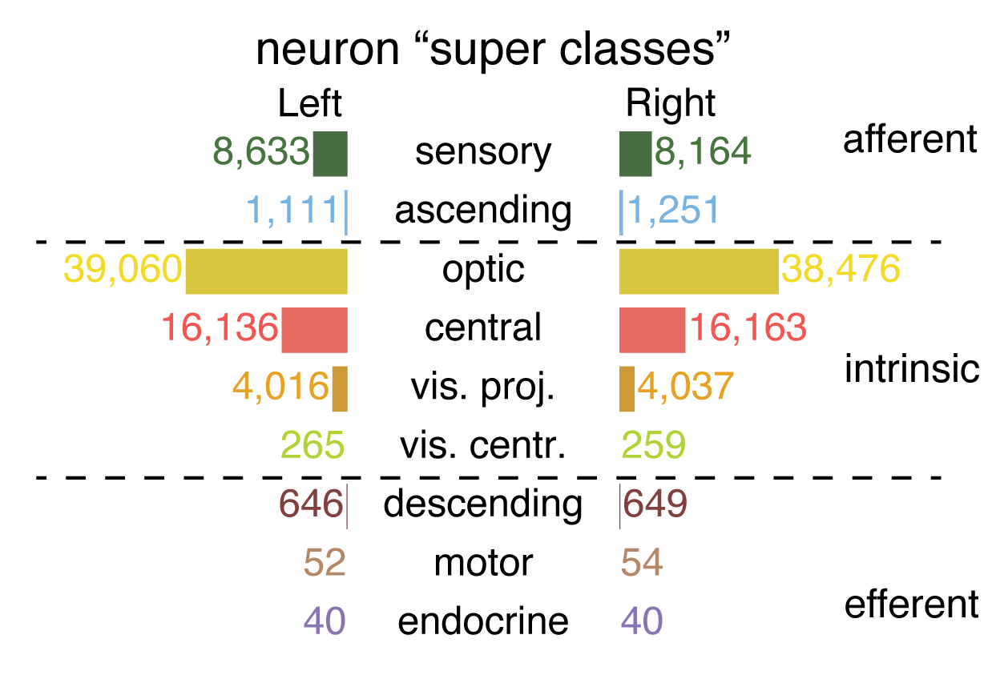 neuron “super classes”
Left Right
afferent
8,633 sensory 8,164
1,111 ascending 1,251
39,060 optic 38,476
16,136 central 16,163
intrinsic
4,016 vis. proj. 4,037
265 vis. centr. 259
646 descending 649
52 motor 54
efferent
40 endocrine 40